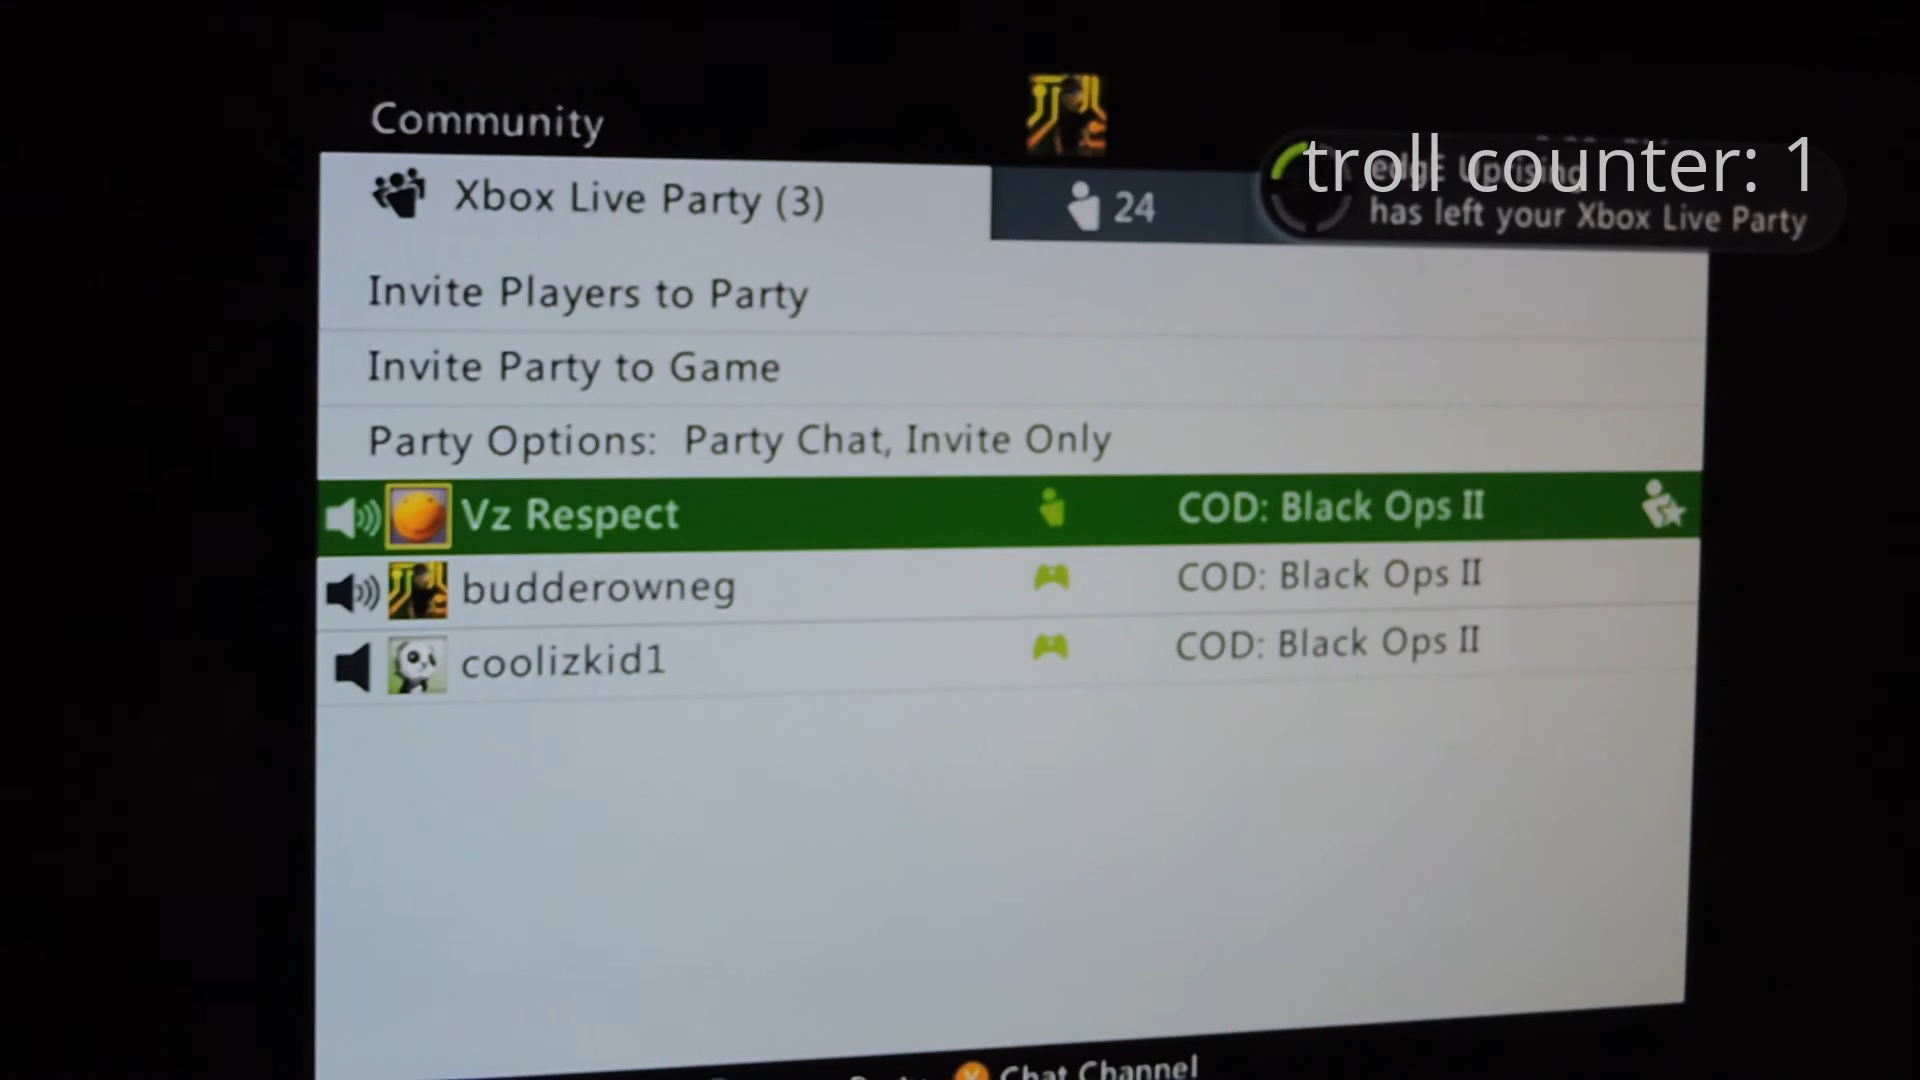 Community
troll counter: 1
edgE Uprising
has left your Xbox Live Party
Xbox Live Party (3)
24
Invite Players to Party
Invite Party to Game
Party Options: Party Chat, Invite Only
Vz Respect COD: Black Ops II
budderowneg COD: Black Ops II
coolizkid1 COD: Black Ops II
Chat Channel